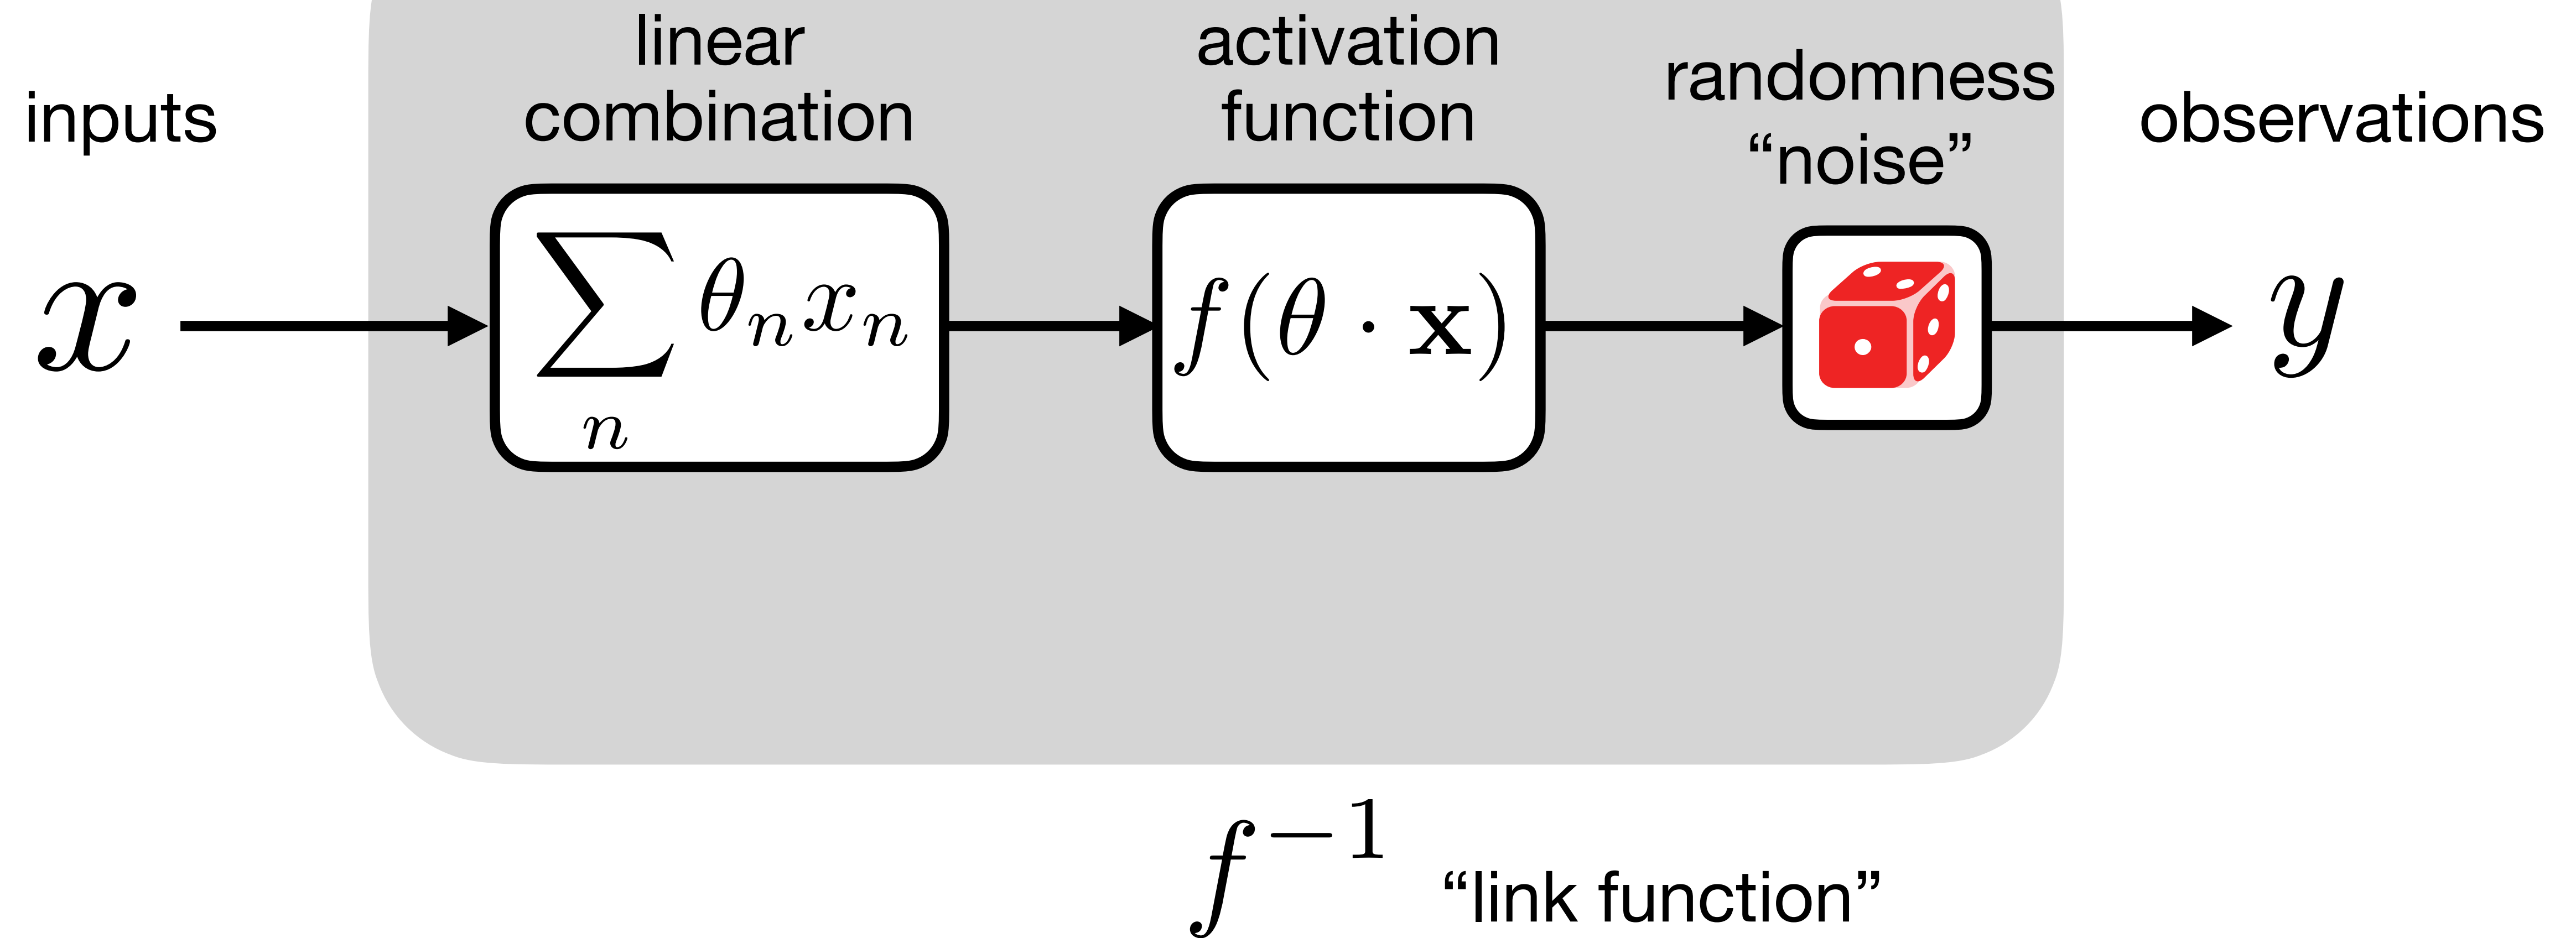 inputs
linear
combination
activation
function
randomness
“noise”
observations
x
∑ θₙxₙ
n
f(θ · x)
y
f⁻¹ “link function”